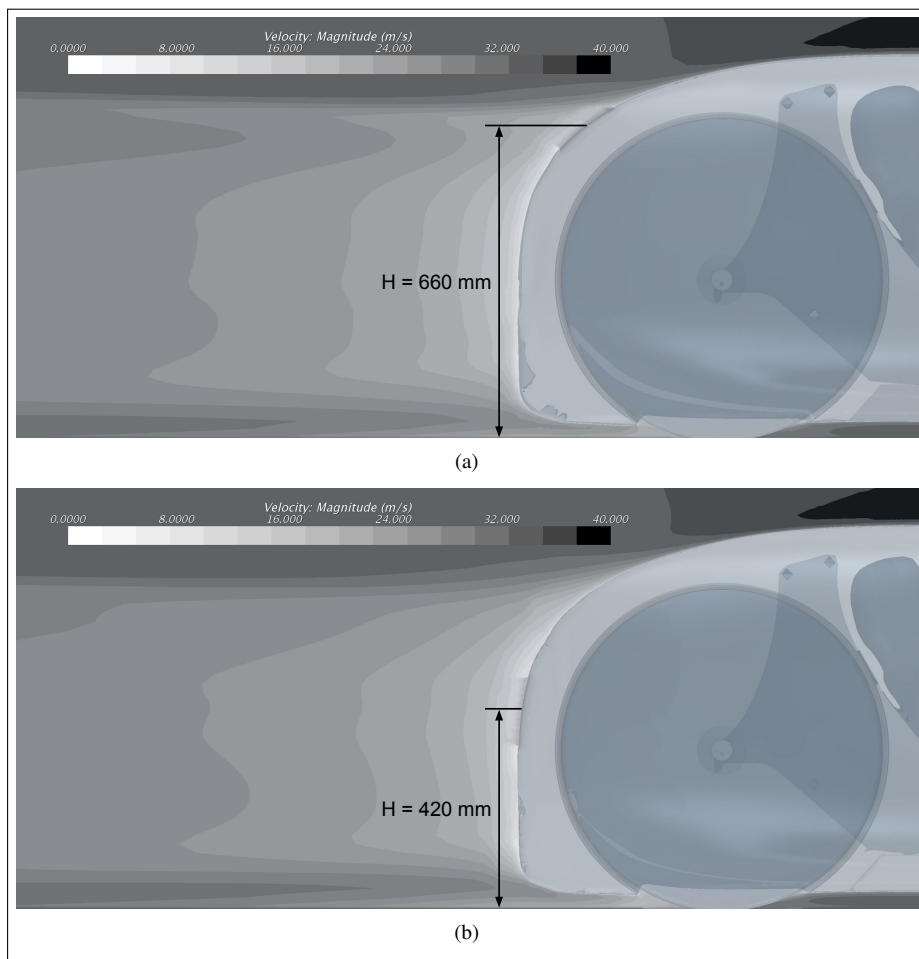 Velocity: Magnitude (m/s)
0.0000 8.0000 16.000 24.000 32.000 40.000
H = 660 mm
(a)
Velocity: Magnitude (m/s)
0.0000 8.0000 16.000 24.000 32.000 40.000
H = 420 mm
(b)